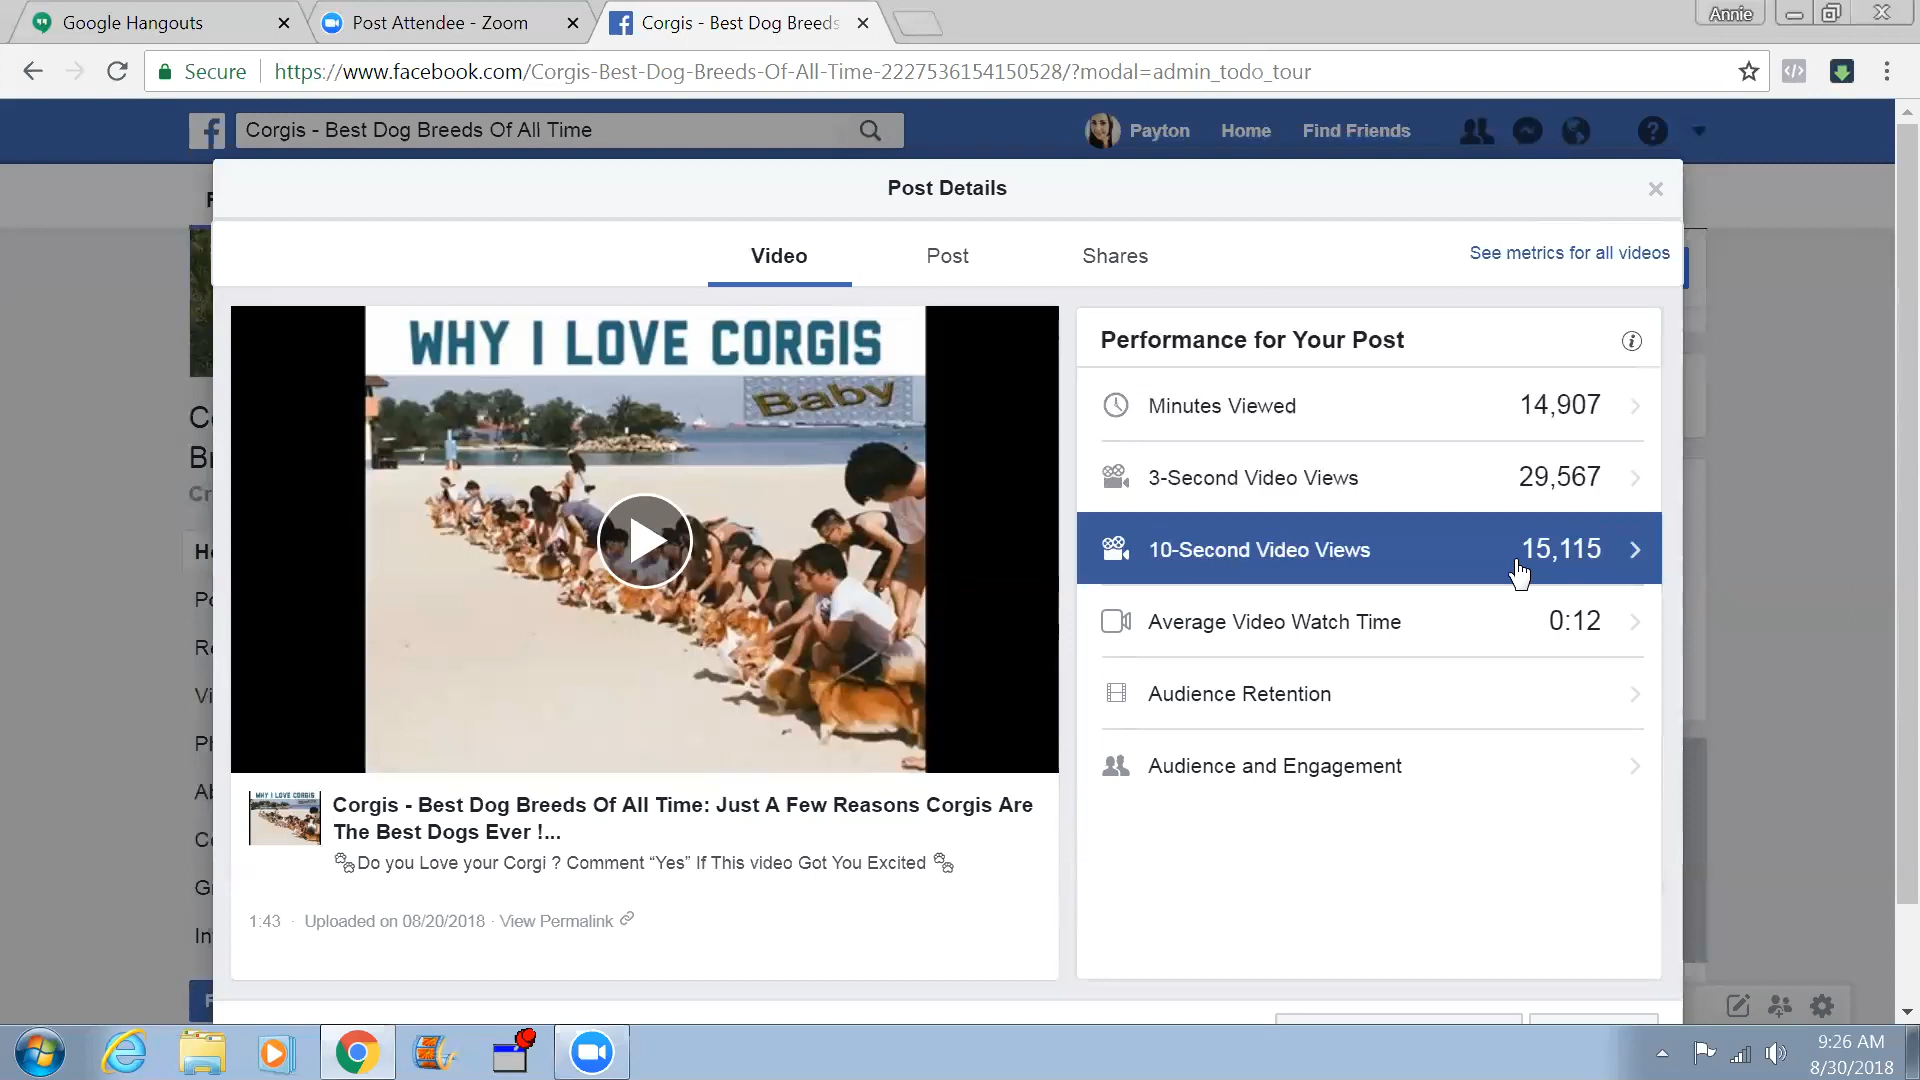 Google Hangouts
Post Attendee - Zoom
Corgis - Best Dog Breeds
Annie
Secure
https://www.facebook.com/Corgis-Best-Dog-Breeds-Of-All-Time-2227536154150528/?modal=admin_todo_tour
Corgis - Best Dog Breeds Of All Time
Payton
Home
Find Friends
Post Details
Video
Post
Shares
See metrics for all videos
WHY I LOVE CORGIS
Baby
Performance for Your Post
Minutes Viewed
14,907
3-Second Video Views
29,567
10-Second Video Views
15,115
Average Video Watch Time
0:12
Audience Retention
Audience and Engagement
WHY I LOVE CORGIS
Corgis - Best Dog Breeds Of All Time: Just A Few Reasons Corgis Are
The Best Dogs Ever !...
Do you Love your Corgi ? Comment “Yes” If This video Got You Excited
1:43 · Uploaded on 08/20/2018 · View Permalink
9:26 AM
8/30/2018